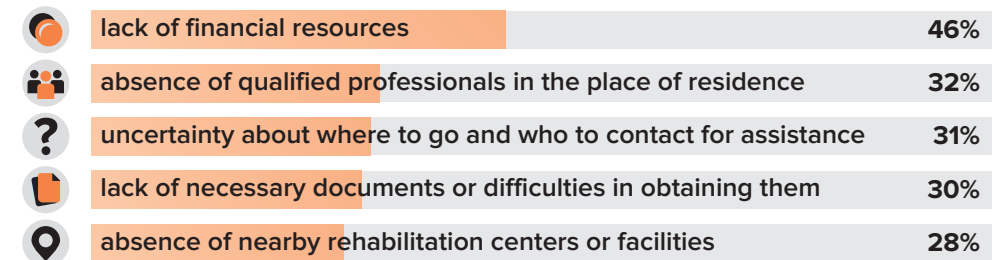 lack of financial resources 46%
absence of qualified professionals in the place of residence 32%
? uncertainty about where to go and who to contact for assistance 31%
lack of necessary documents or difficulties in obtaining them 30%
absence of nearby rehabilitation centers or facilities 28%